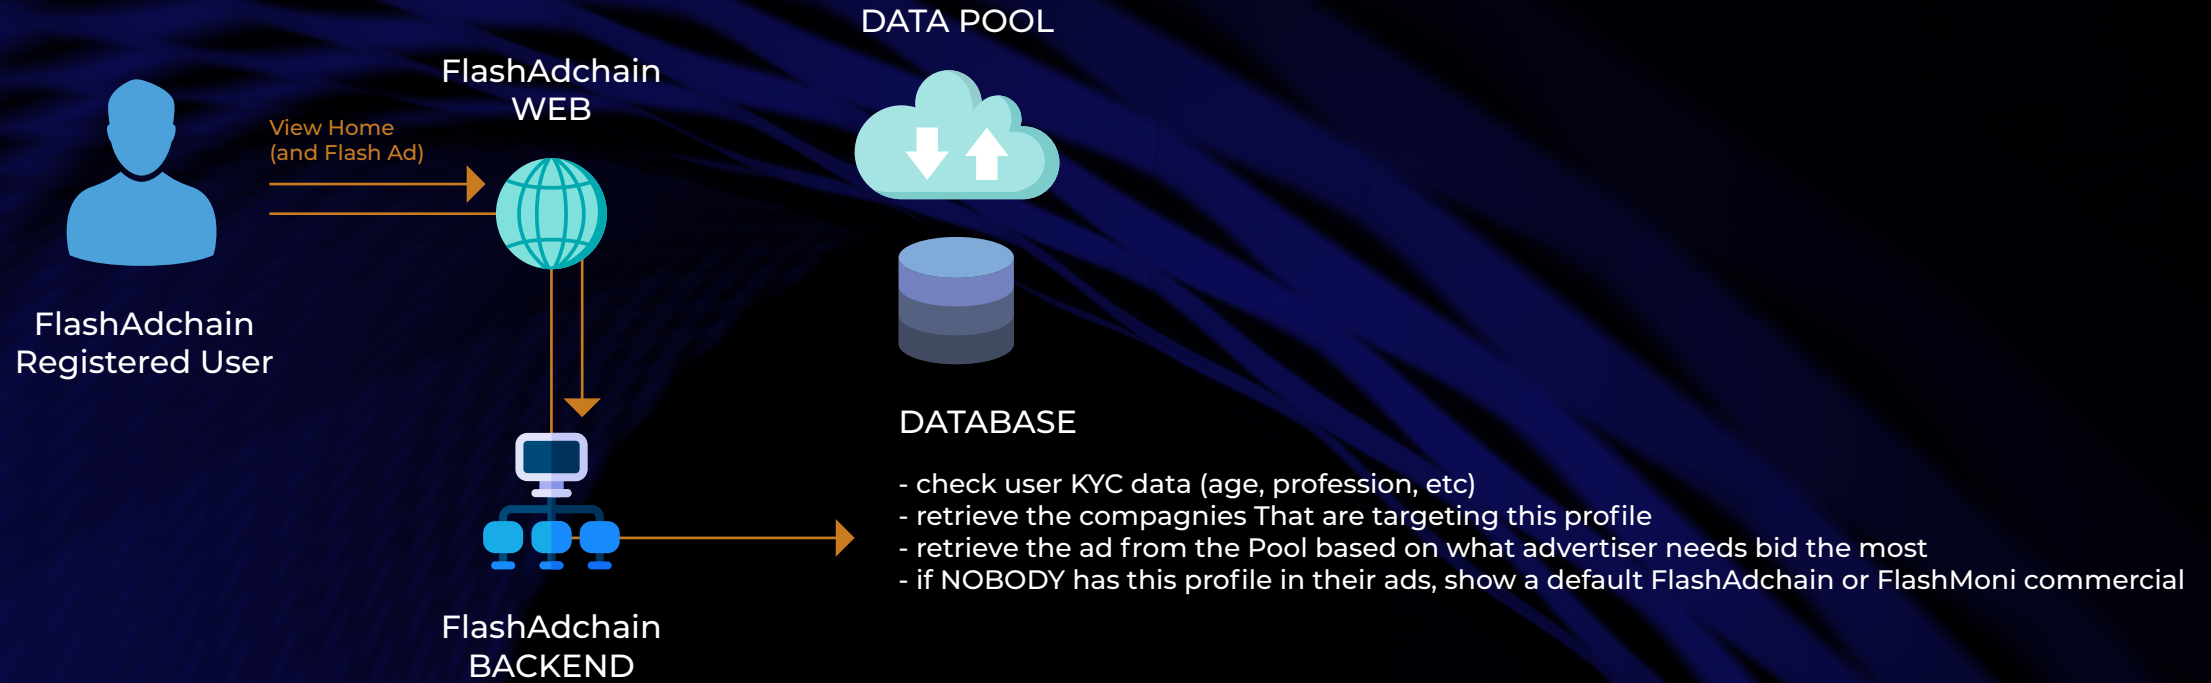 DATA POOL
FlashAdchain
WEB
View Home
(and Flash Ad)
FlashAdchain
Registered User
DATABASE
- check user KYC data (age, profession, etc)
- retrieve the compagnies That are targeting this profile
- retrieve the ad from the Pool based on what advertiser needs bid the most
- if NOBODY has this profile in their ads, show a default FlashAdchain or FlashMoni commercial
FlashAdchain
BACKEND